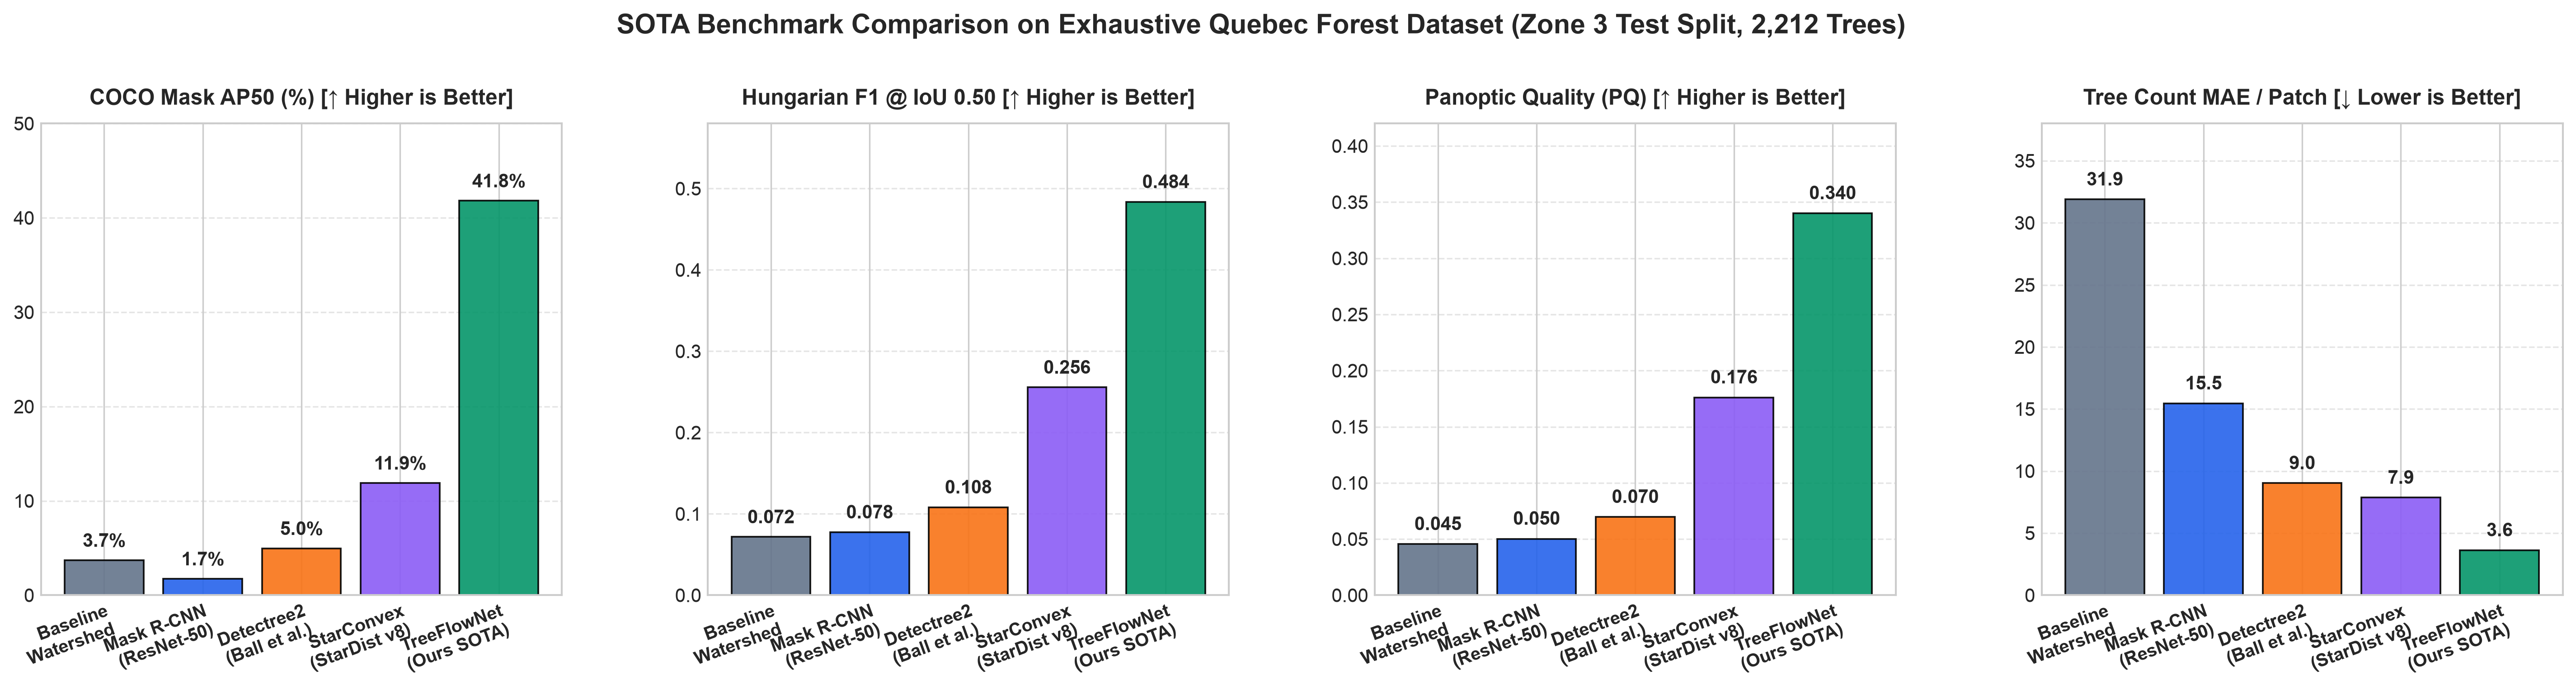 SOTA Benchmark Comparison on Exhaustive Quebec Forest Dataset (Zone 3 Test Split, 2,212 Trees)
COCO Mask AP50 (%) [↑ Higher is Better]
50
40
30
20
10
0
3.7%
1.7%
5.0%
11.9%
41.8%
Baseline
Watershed
Mask R-CNN
(ResNet-50)
Detectree2
(Ball et al.)
StarConvex
(StarDist v8)
TreeFlowNet
(Ours SOTA)
Hungarian F1 @ IoU 0.50 [↑ Higher is Better]
0.5
0.4
0.3
0.2
0.1
0.0
0.072
0.078
0.108
0.256
0.484
Baseline
Watershed
Mask R-CNN
(ResNet-50)
Detectree2
(Ball et al.)
StarConvex
(StarDist v8)
TreeFlowNet
(Ours SOTA)
Panoptic Quality (PQ) [↑ Higher is Better]
0.40
0.35
0.30
0.25
0.20
0.15
0.10
0.05
0.00
0.045
0.050
0.070
0.176
0.340
Baseline
Watershed
Mask R-CNN
(ResNet-50)
Detectree2
(Ball et al.)
StarConvex
(StarDist v8)
TreeFlowNet
(Ours SOTA)
Tree Count MAE / Patch [↓ Lower is Better]
35
30
25
20
15
10
5
0
31.9
15.5
9.0
7.9
3.6
Baseline
Watershed
Mask R-CNN
(ResNet-50)
Detectree2
(Ball et al.)
StarConvex
(StarDist v8)
TreeFlowNet
(Ours SOTA)